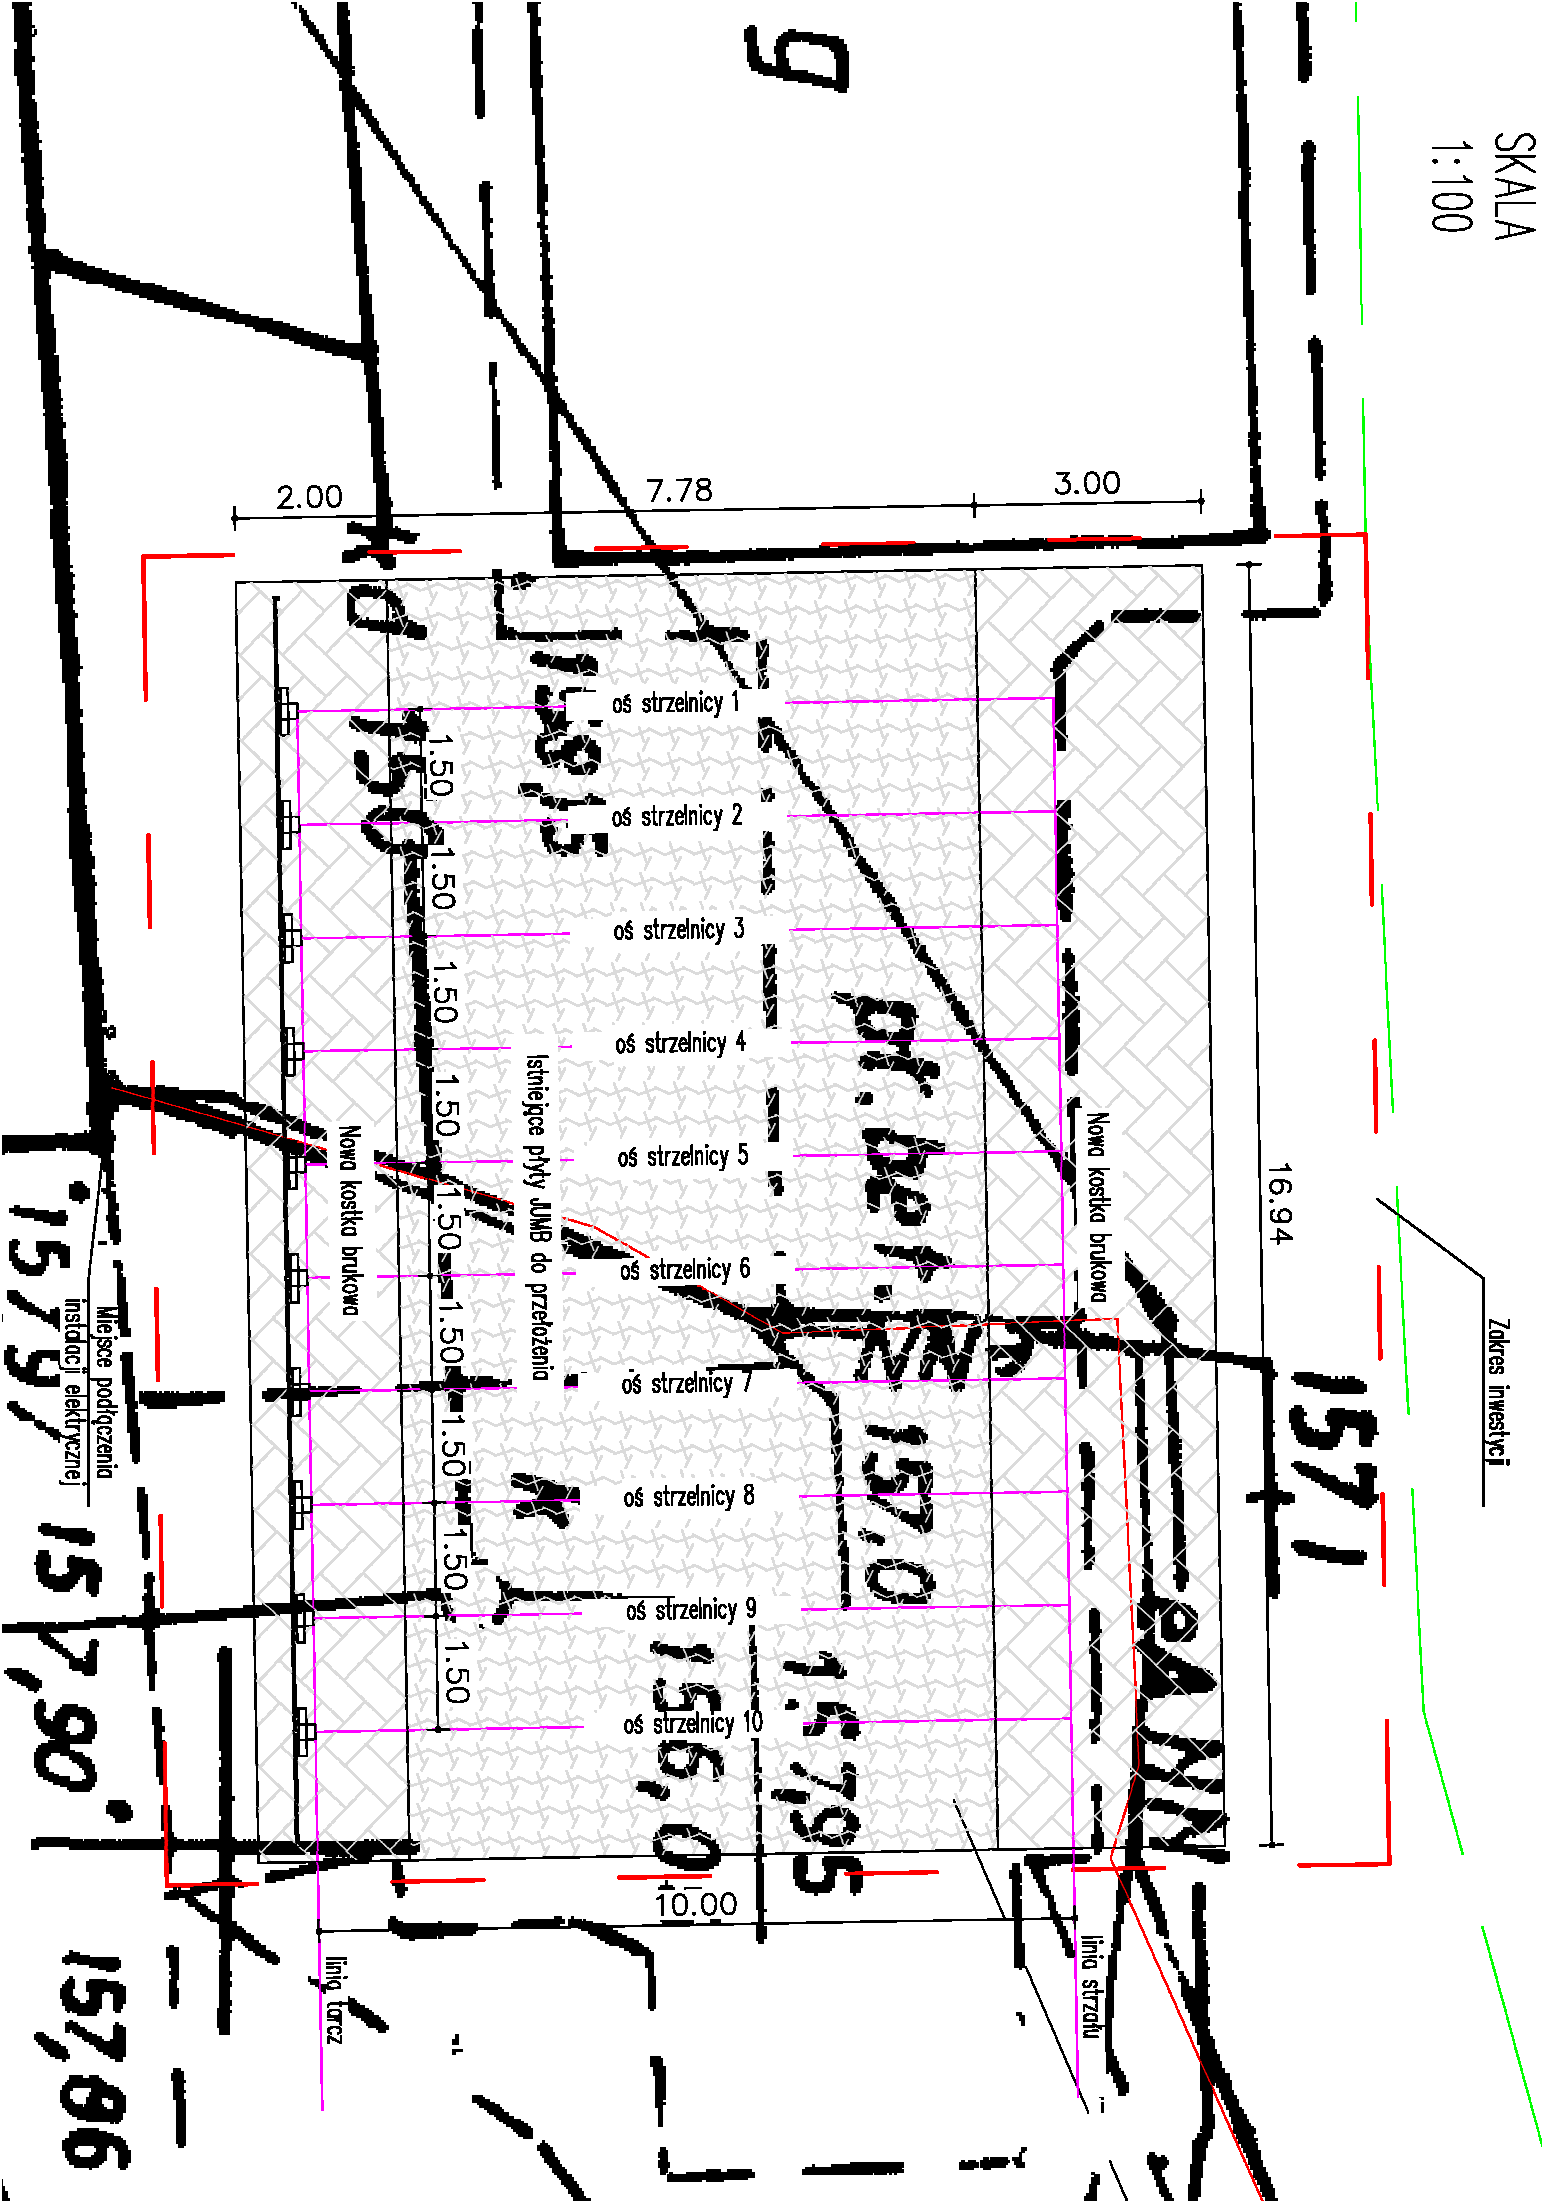 SKALA
1:100
g
2.00
7.78
3.00
oś strzelnicy 1
oś strzelnicy 2
oś strzelnicy 3
oś strzelnicy 4
oś strzelnicy 5
oś strzelnicy 6
oś strzelnicy 7
oś strzelnicy 8
oś strzelnicy 9
oś strzelnicy 10
1.50
1.50
1.50
1.50
1.50
1.50
1.50
1.50
1.50
16.94
Nowa kostka brukowa
Istniejące płyty JUMB do przełożenia
Nowa kostka brukowa
Zakres inwestycji
Miejsce podłączenia
instalacji elektrycznej
pł. bet.
157,0
k
156,0
10.00
linia tarcz
linia strzału
157,90
157,86